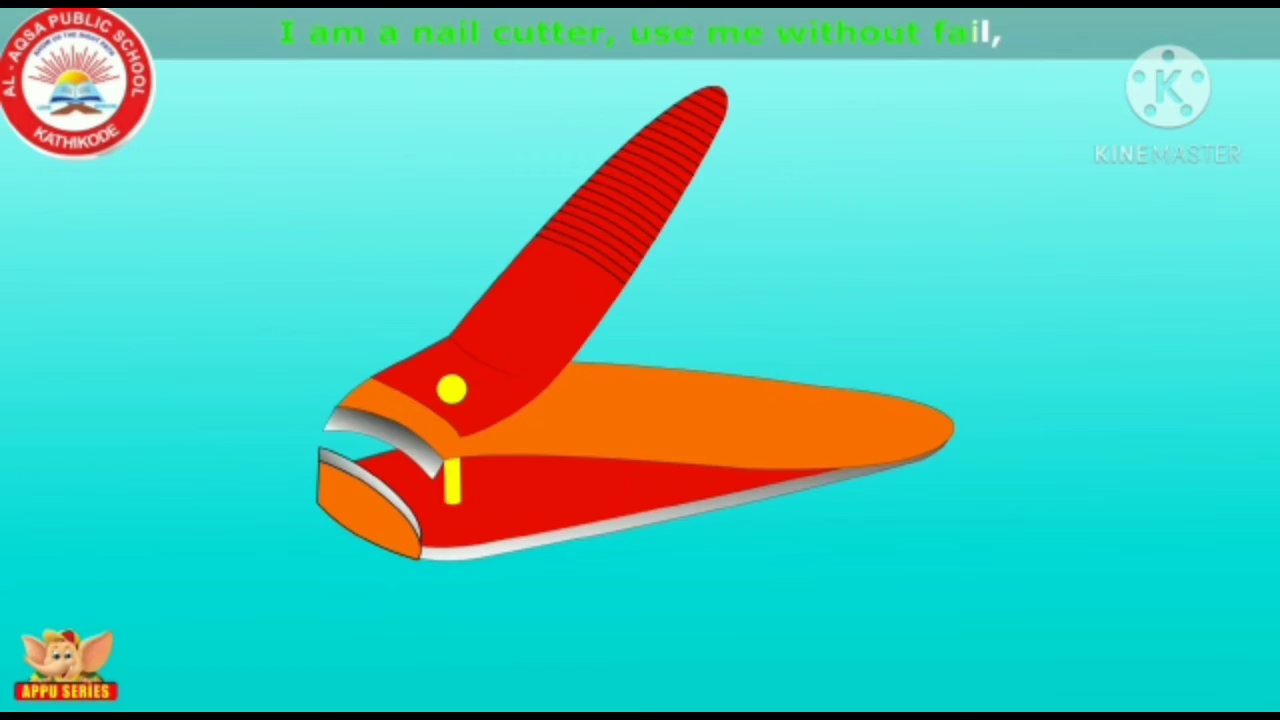 I am a nail cutter, use me without fail,
AL - AQSA PUBLIC SCHOOL
KATHIKODE
K
KINEMASTER
APPU SERIES